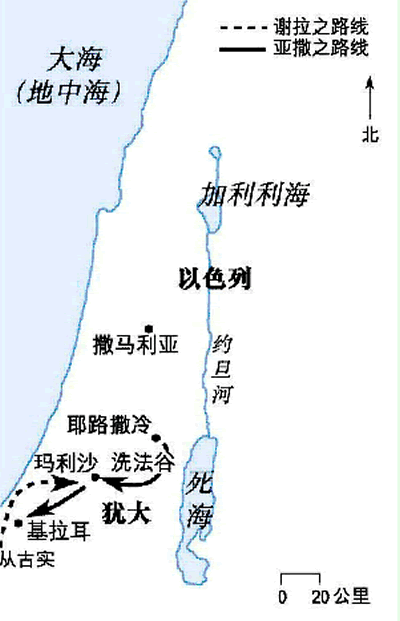 谢拉之路线
亚撒之路线
大海
（地中海）
北
加利利海
以色列
撒马利亚
约旦河
耶路撒冷
玛利沙 洗法谷
死海
犹大
基拉耳
从古实
0 20公里